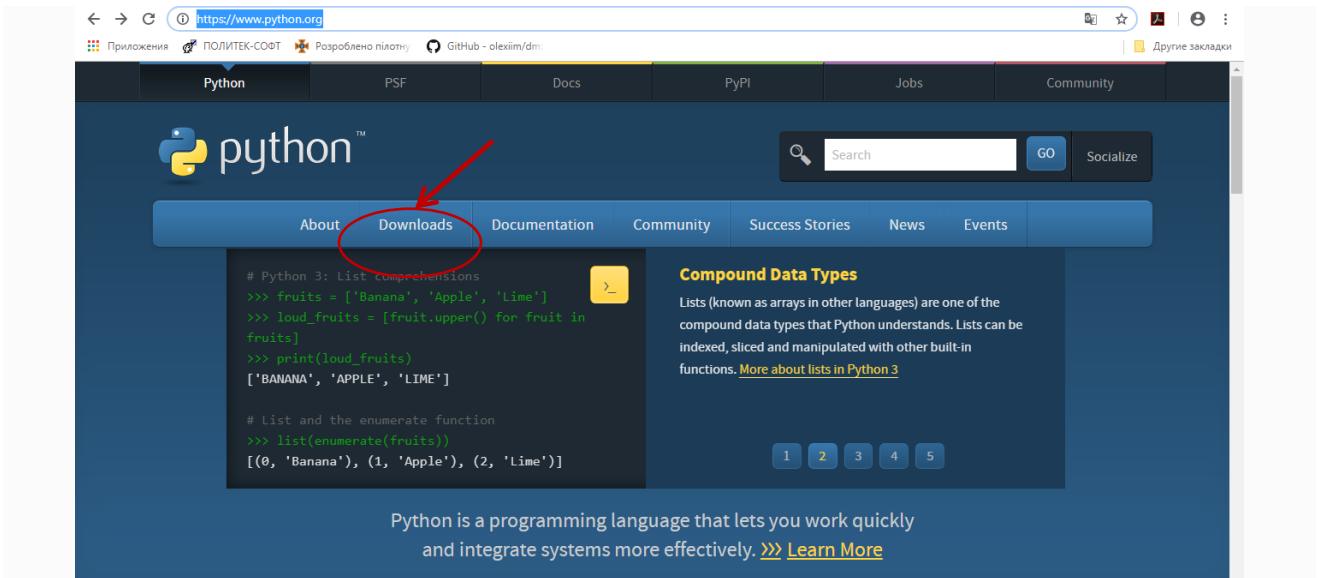 https://www.python.org
Приложения ПОЛИТЕК-СОФТ Розроблено пілотну GitHub - olexiim/dm Другие закладки
Python PSF Docs PyPI Jobs Community
python™
Search GO Socialize
About Downloads Documentation Community Success Stories News Events
# Python 3: List comprehensions
>>> fruits = ['Banana', 'Apple', 'Lime']
>>> loud_fruits = [fruit.upper() for fruit in
fruits]
>>> print(loud_fruits)
['BANANA', 'APPLE', 'LIME']
# List and the enumerate function
>>> list(enumerate(fruits))
[(0, 'Banana'), (1, 'Apple'), (2, 'Lime')]
>_
Compound Data Types
Lists (known as arrays in other languages) are one of the
compound data types that Python understands. Lists can be
indexed, sliced and manipulated with other built-in
functions. More about lists in Python 3
1 2 3 4 5
Python is a programming language that lets you work quickly
and integrate systems more effectively. >>> Learn More